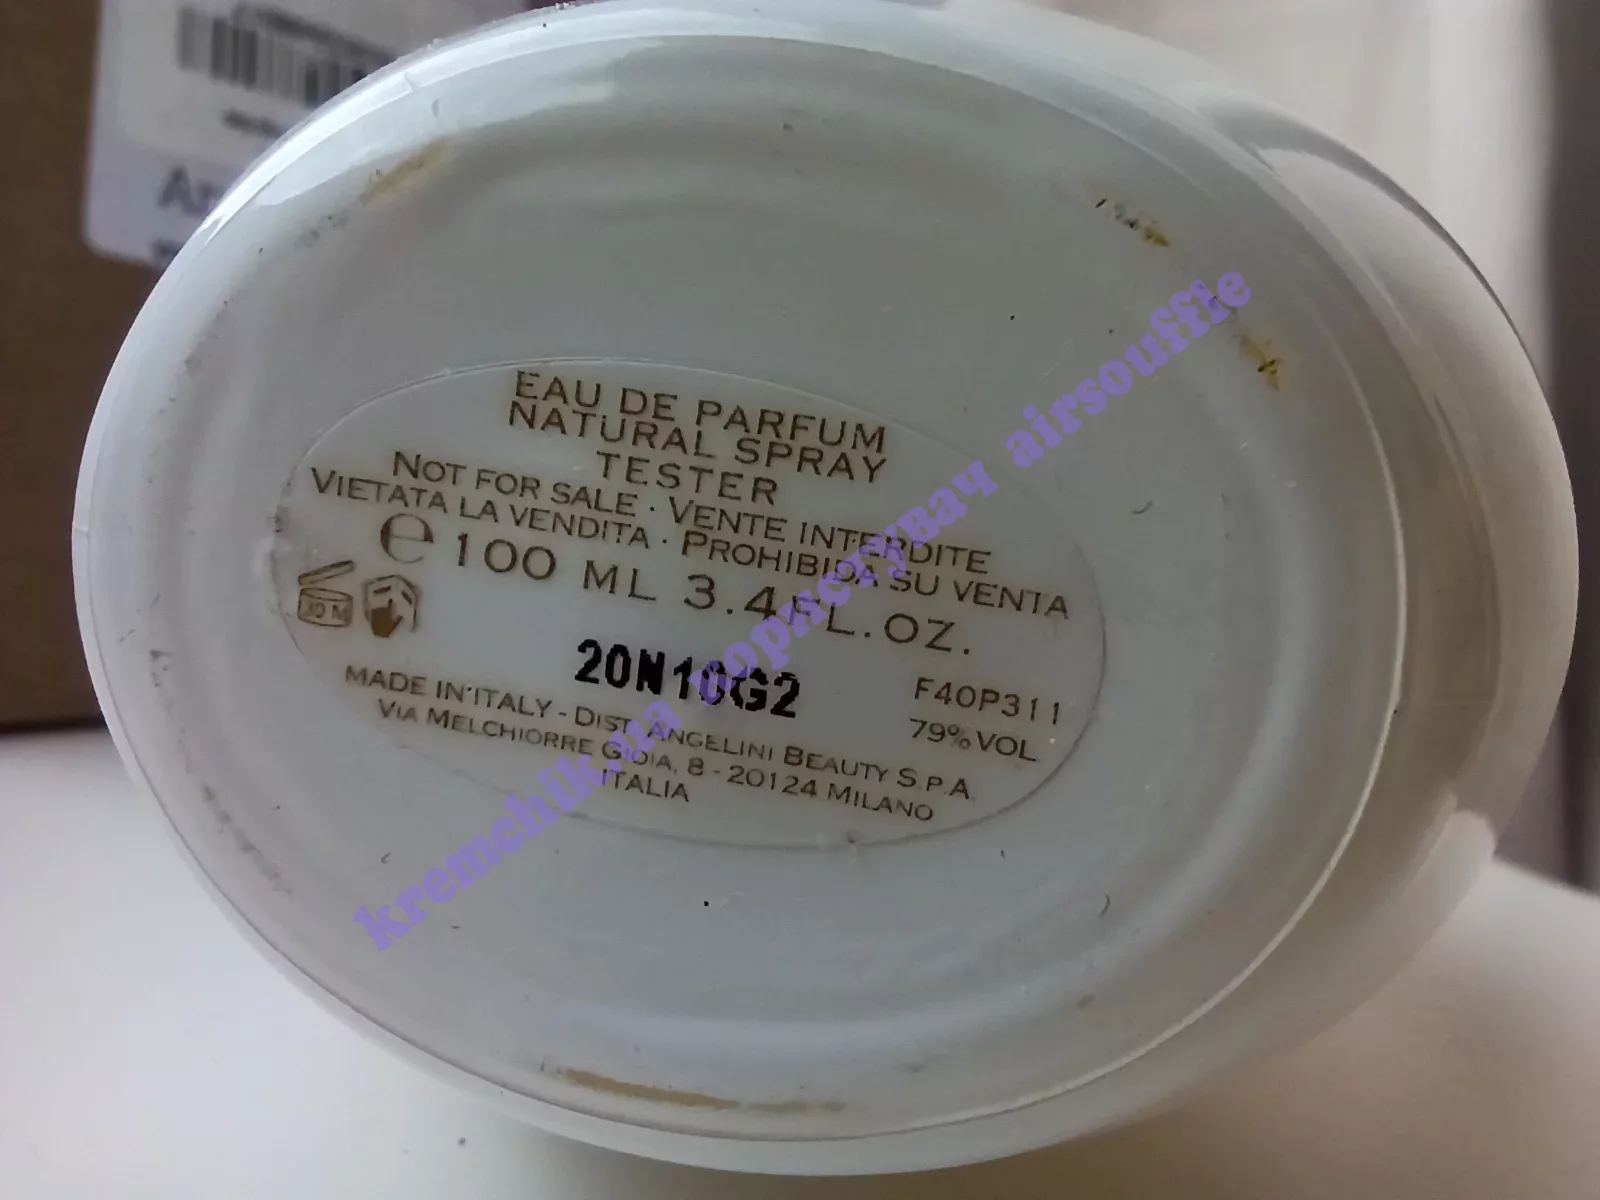 EAU DE PARFUM
NATURAL SPRAY
TESTER
NOT FOR SALE · VENTE INTERDITE
VIETATA LA VENDITA · PROHIBIDA SU VENTA
e 100 ML 3.4FL.OZ.
20N10G2
F40P311
79% VOL
MADE IN ITALY - DIST. ANGELINI BEAUTY S.P.A.
VIA MELCHIORRE GIOIA, 8 - 20124 MILANO
ITALIA
kremchik.ua користувач airsouffle